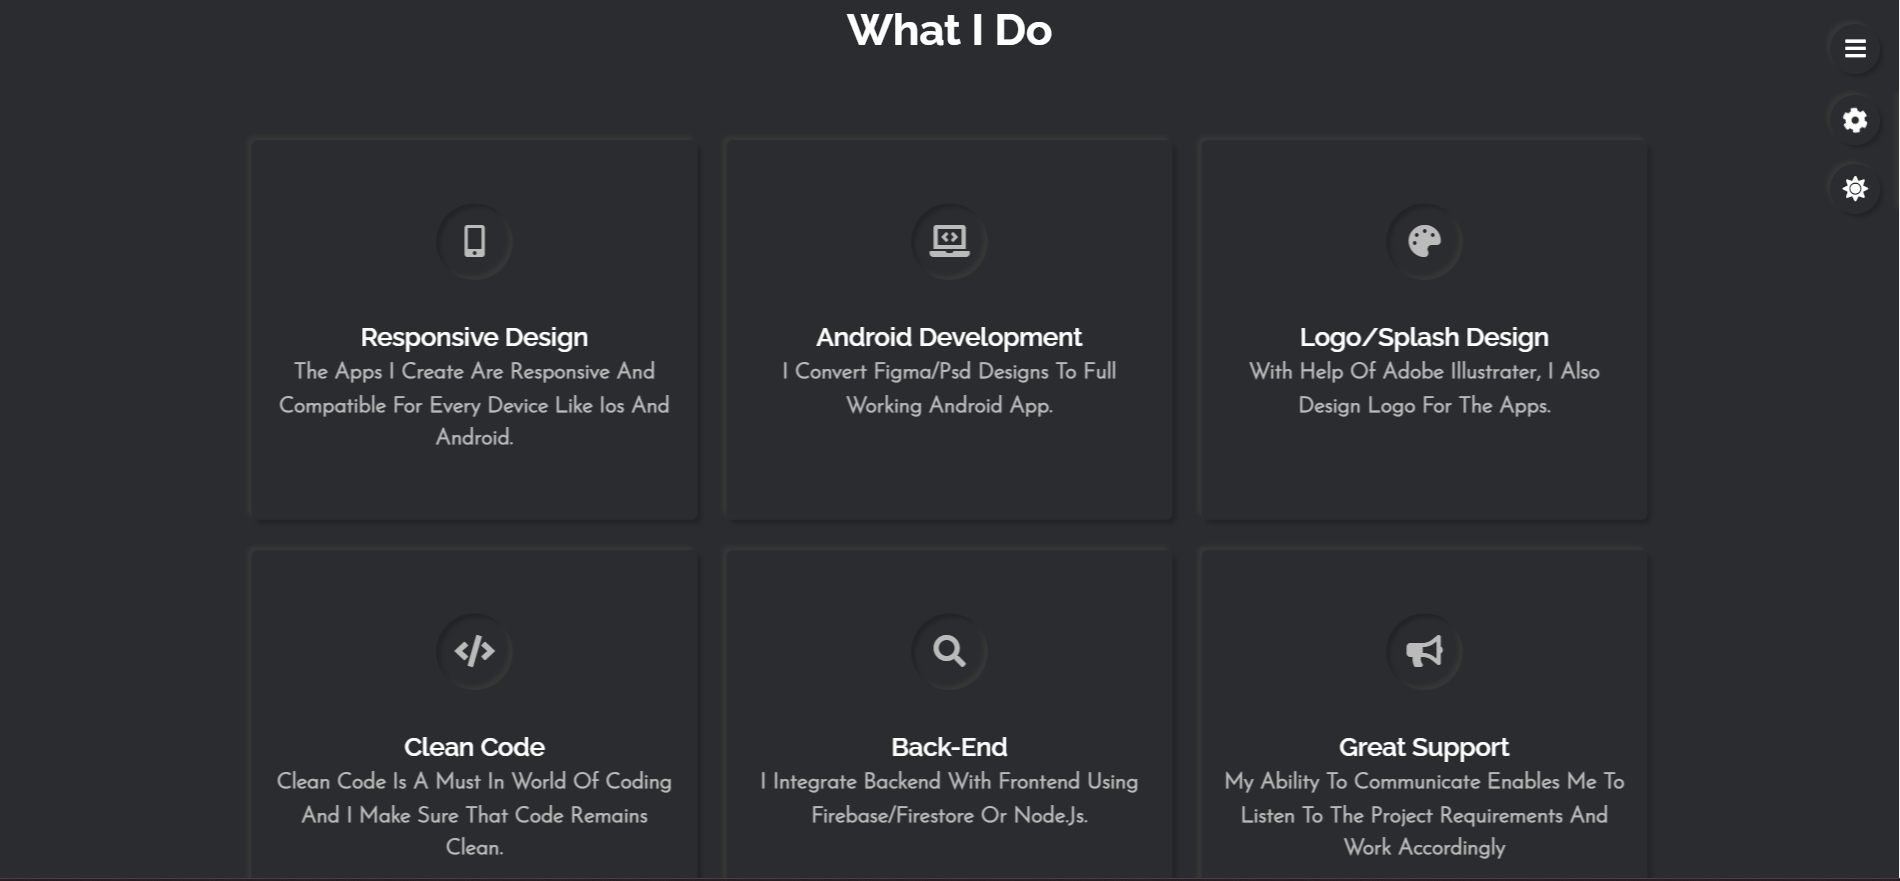 What I Do
Responsive Design
The Apps I Create Are Responsive And
Compatible For Every Device Like Ios And
Android.
Android Development
I Convert Figma/Psd Designs To Full
Working Android App.
Logo/Splash Design
With Help Of Adobe Illustrater, I Also
Design Logo For The Apps.
Clean Code
Clean Code Is A Must In World Of Coding
And I Make Sure That Code Remains
Clean.
Back-End
I Integrate Backend With Frontend Using
Firebase/Firestore Or Node.Js.
Great Support
My Ability To Communicate Enables Me To
Listen To The Project Requirements And
Work Accordingly